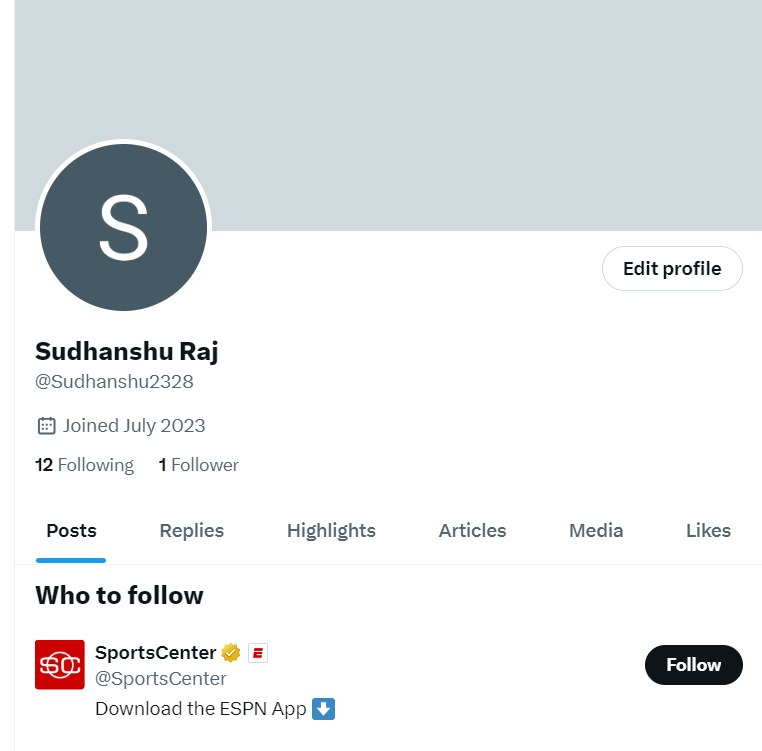 S
Edit profile
Sudhanshu Raj
@Sudhanshu2328
Joined July 2023
12 Following 1 Follower
Posts Replies Highlights Articles Media Likes
Who to follow
SC SportsCenter E
@SportsCenter
Follow
Download the ESPN App